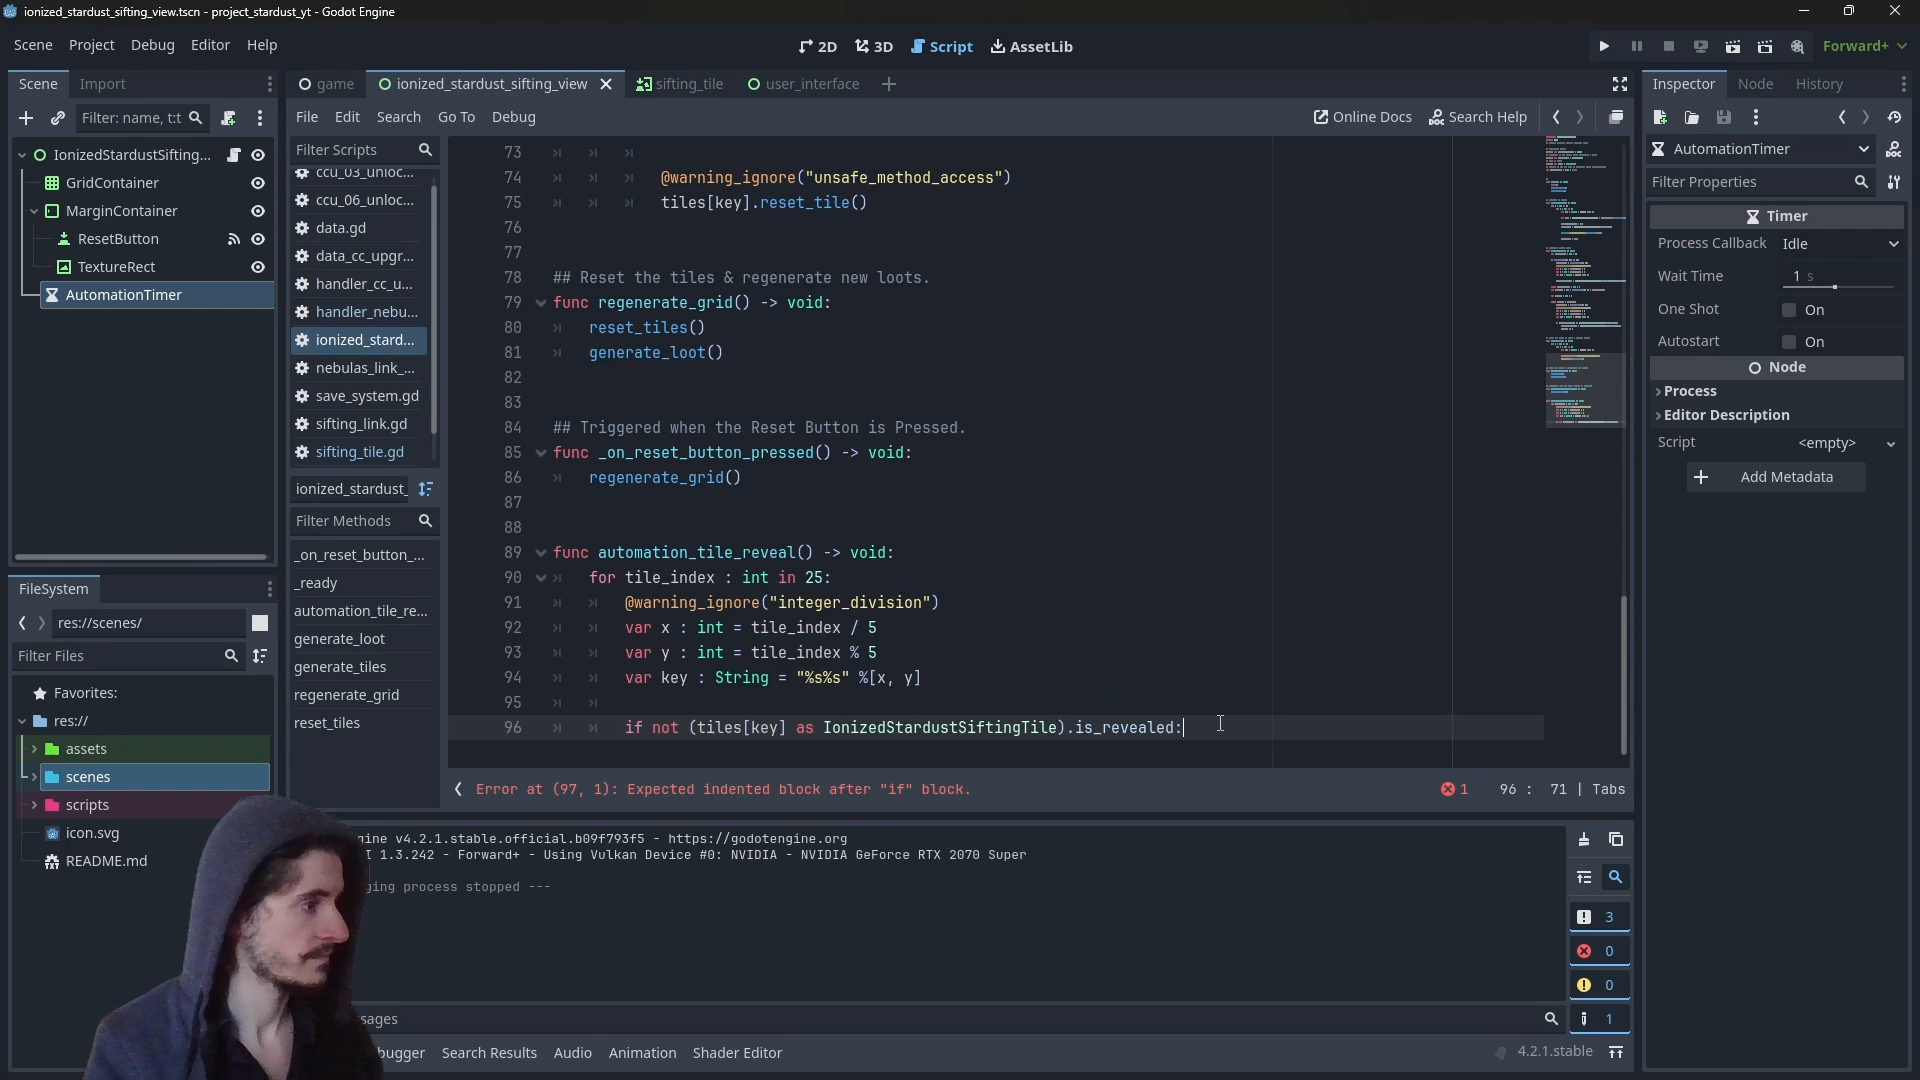 ionized_stardust_sifting_view.tscn - project_stardust_yt - Godot Engine
Scene Project Debug Editor Help
2D 3D Script AssetLib
Forward+
Scene Import
game ionized_stardust_sifting_view sifting_tile user_interface
Inspector Node History
Filter: name, t:t
File Edit Search Go To Debug
Online Docs Search Help
IonizedStardustSifting...
GridContainer
MarginContainer
ResetButton
TextureRect
AutomationTimer
Filter Scripts
ccu_03_unloc...
ccu_06_unloc...
data.gd
data_cc_upgr...
handler_cc_u...
handler_nebu...
ionized_stard...
nebulas_link_...
save_system.gd
sifting_link.gd
sifting_tile.gd
ionized_stardust_
Filter Methods
_on_reset_button_...
_ready
automation_tile_re...
generate_loot
generate_tiles
regenerate_grid
reset_tiles
73
74 @warning_ignore("unsafe_method_access")
75 tiles[key].reset_tile()
76
77
78 ## Reset the tiles & regenerate new loots.
79 func regenerate_grid() -> void:
80 reset_tiles()
81 generate_loot()
82
83
84 ## Triggered when the Reset Button is Pressed.
85 func _on_reset_button_pressed() -> void:
86 regenerate_grid()
87
88
89 func automation_tile_reveal() -> void:
90 for tile_index : int in 25:
91 @warning_ignore("integer_division")
92 var x : int = tile_index / 5
93 var y : int = tile_index % 5
94 var key : String = "%s%s" %[x, y]
95
96 if not (tiles[key] as IonizedStardustSiftingTile).is_revealed:
Error at (97, 1): Expected indented block after "if" block.
1 96 : 71 | Tabs
AutomationTimer
Filter Properties
Timer
Process Callback Idle
Wait Time 1 s
One Shot On
Autostart On
Node
Process
Editor Description
Script <empty>
Add Metadata
FileSystem
res://scenes/
Filter Files
Favorites:
res://
assets
scenes
scripts
icon.svg
README.md
gine v4.2.1.stable.official.b09f793f5 - https://godotengine.org
1.3.242 - Forward+ - Using Vulkan Device #0: NVIDIA - NVIDIA GeForce RTX 2070 Super
ging process stopped ---
3
0
0
1
sages
bugger Search Results Audio Animation Shader Editor
4.2.1.stable